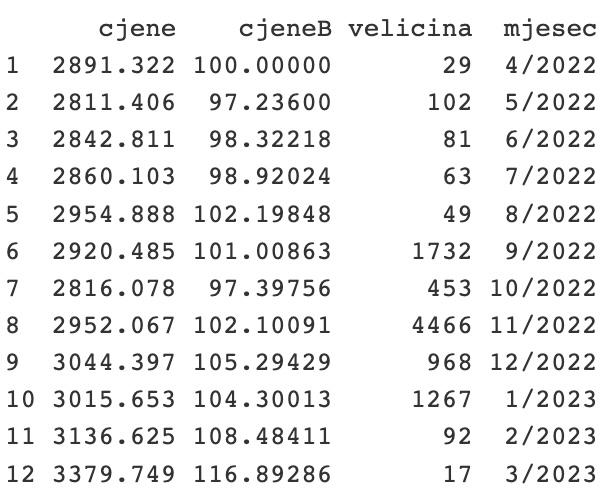 cjene cjeneB velicina mjesec
1 2891.322 100.00000 29 4/2022
2 2811.406 97.23600 102 5/2022
3 2842.811 98.32218 81 6/2022
4 2860.103 98.92024 63 7/2022
5 2954.888 102.19848 49 8/2022
6 2920.485 101.00863 1732 9/2022
7 2816.078 97.39756 453 10/2022
8 2952.067 102.10091 4466 11/2022
9 3044.397 105.29429 968 12/2022
10 3015.653 104.30013 1267 1/2023
11 3136.625 108.48411 92 2/2023
12 3379.749 116.89286 17 3/2023